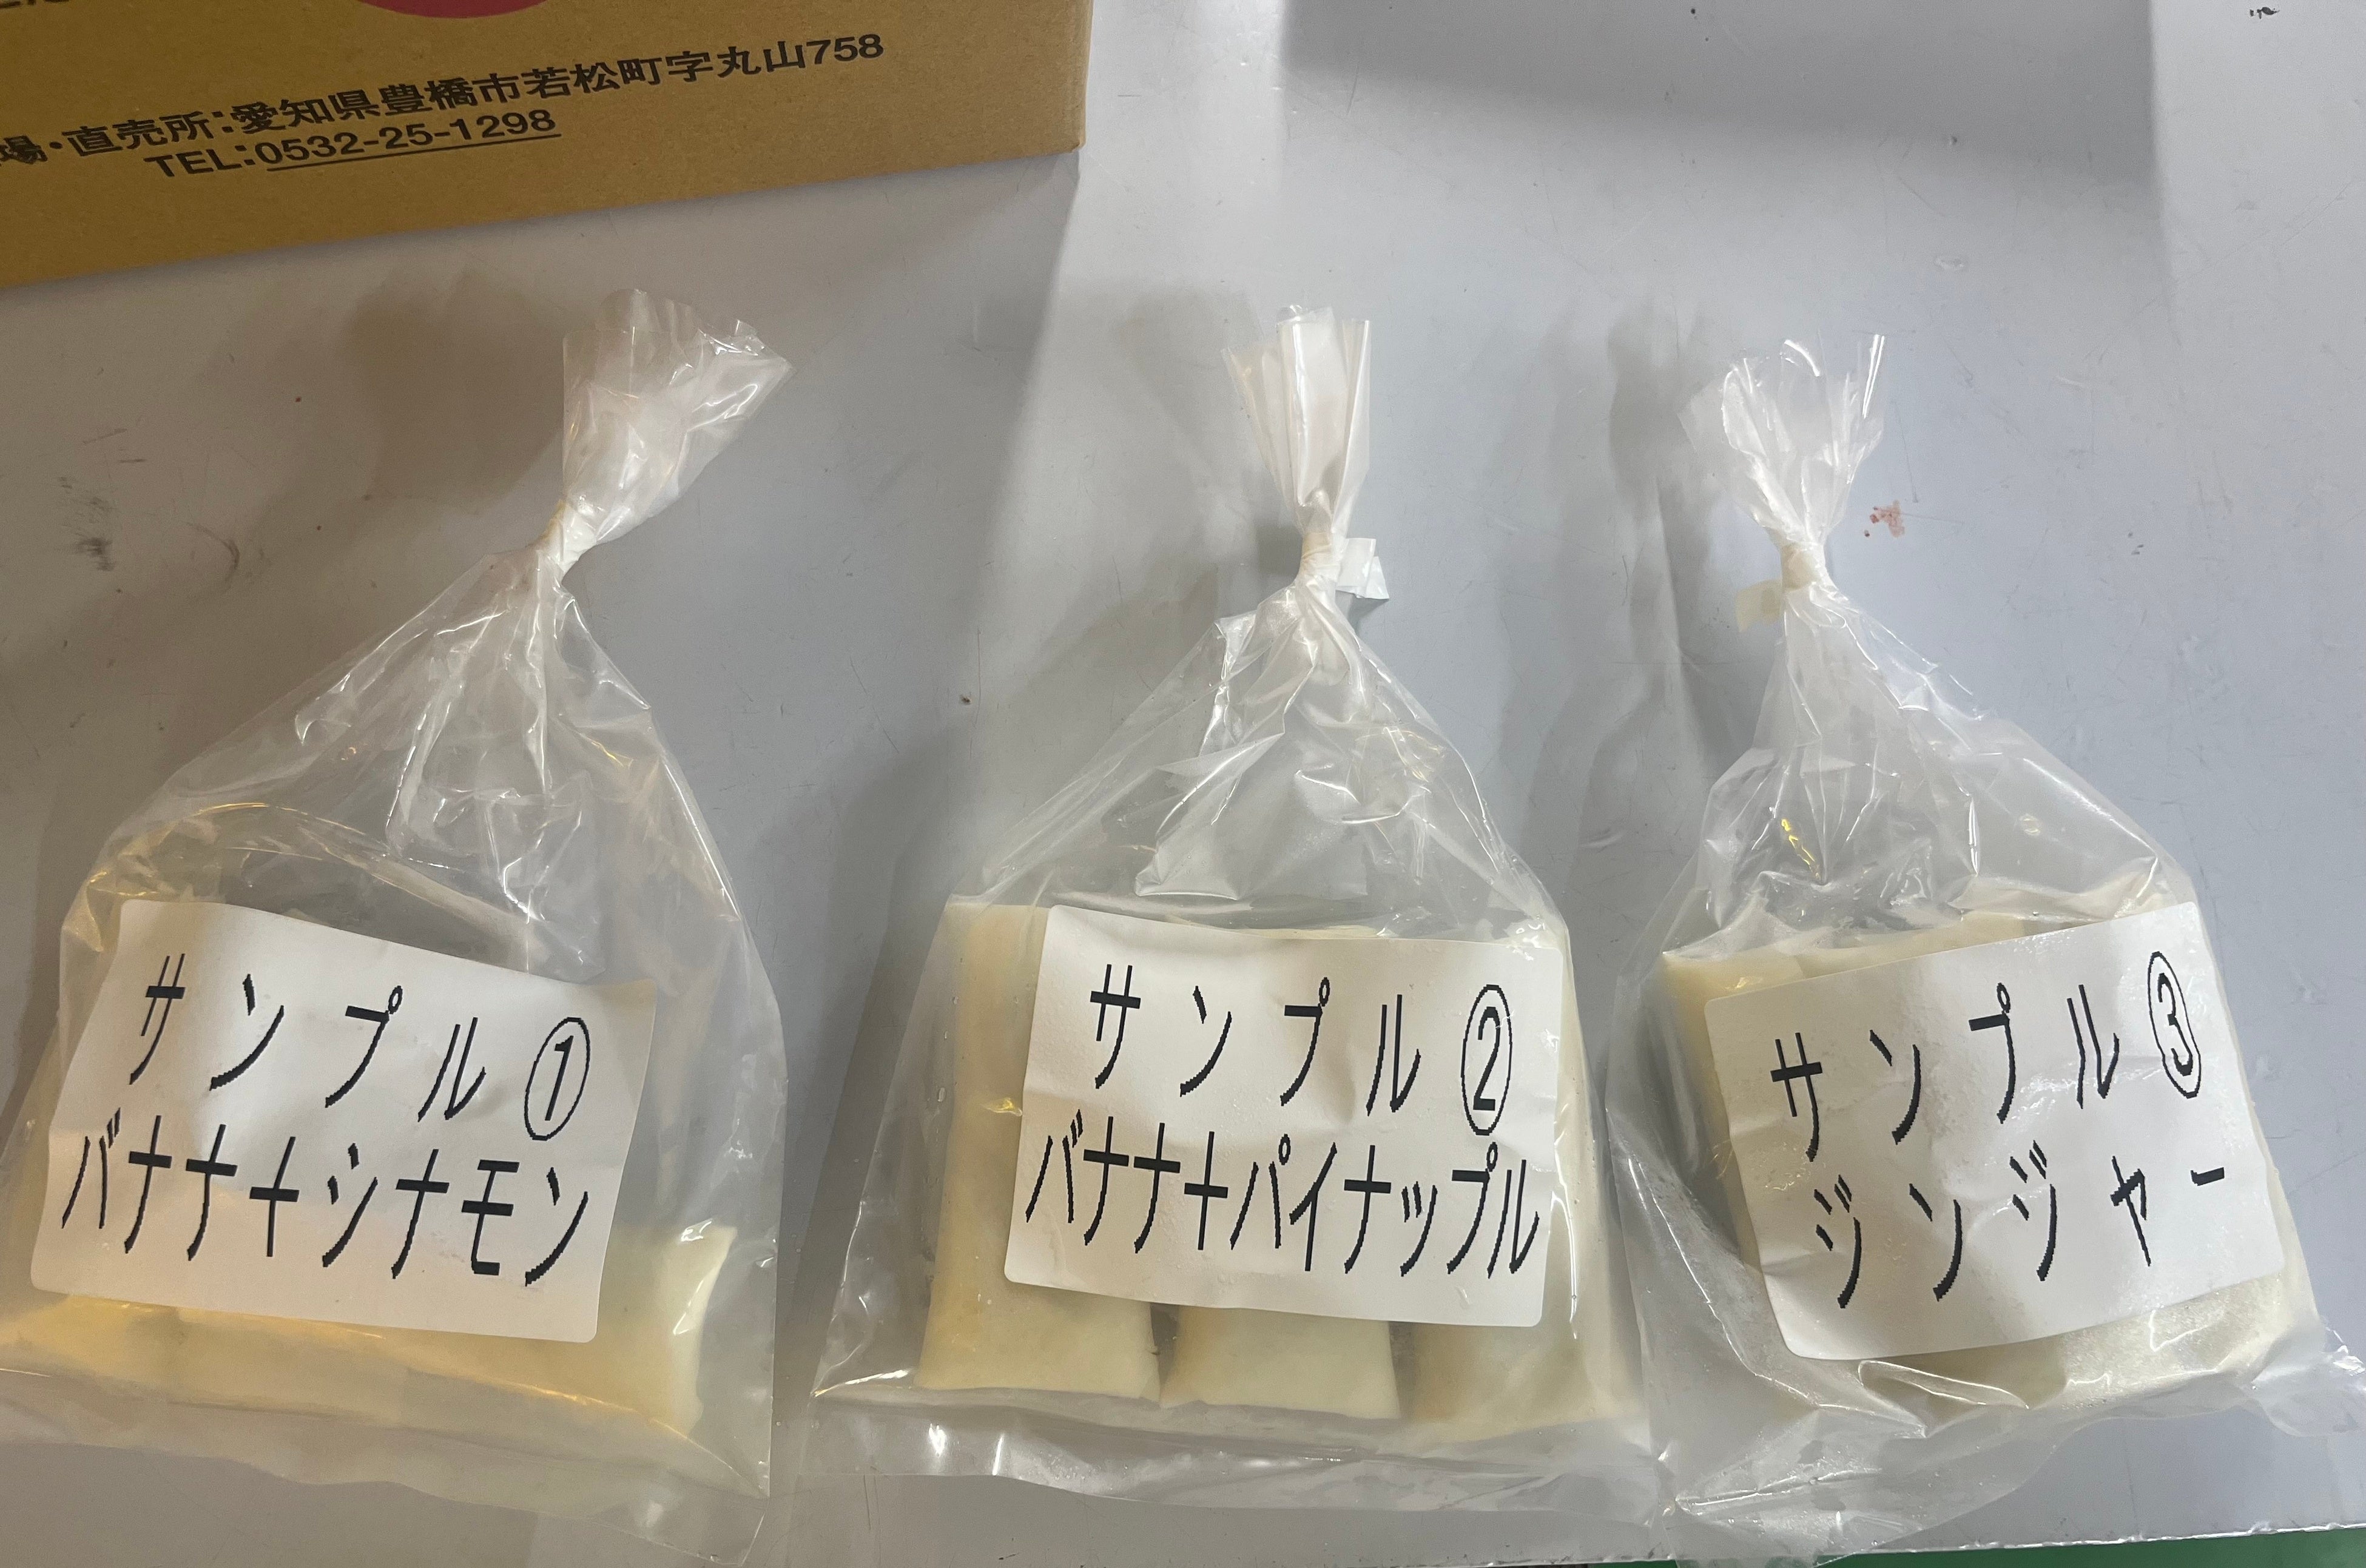 場・直売所:愛知県豊橋市若松町字丸山758
TEL:0532-25-1298
サンプル①
バナナ+シナモン
サンプル②
バナナ+パイナップル
サンプル③
ジンジャー